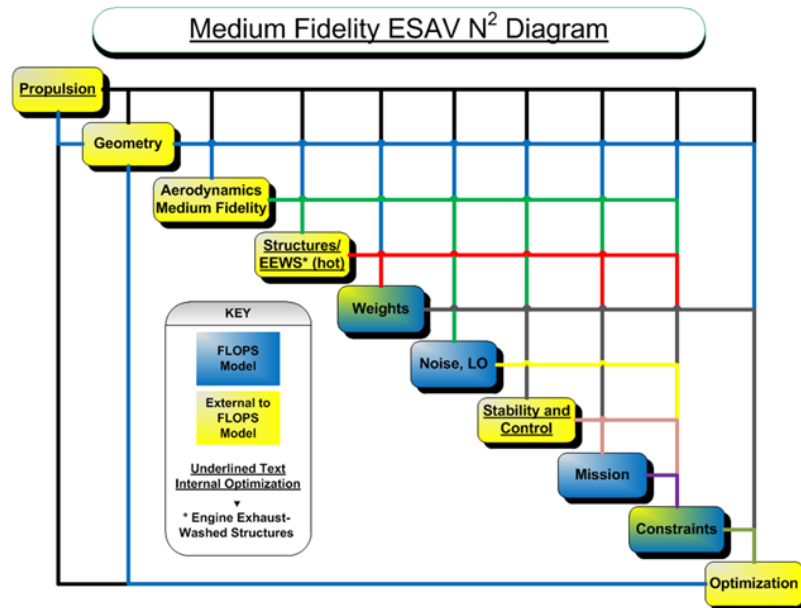 Medium Fidelity ESAV N² Diagram
Propulsion
Geometry
Aerodynamics
Medium Fidelity
Structures/
EEWS* (hot)
Weights
Noise, LO
Stability and
Control
Mission
Constraints
Optimization
KEY
FLOPS
Model
External to
FLOPS
Model
Underlined Text
Internal Optimization
* Engine Exhaust-
Washed Structures